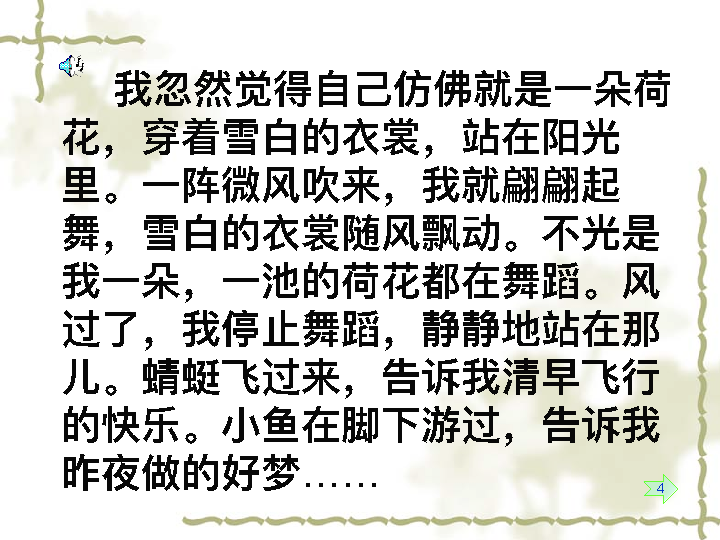 我忽然觉得自己仿佛就是一朵荷
花，穿着雪白的衣裳，站在阳光
里。一阵微风吹来，我就翩翩起
舞，雪白的衣裳随风飘动。不光是
我一朵，一池的荷花都在舞蹈。风
过了，我停止舞蹈，静静地站在那
儿。蜻蜓飞过来，告诉我清早飞行
的快乐。小鱼在脚下游过，告诉我
昨夜做的好梦……
4